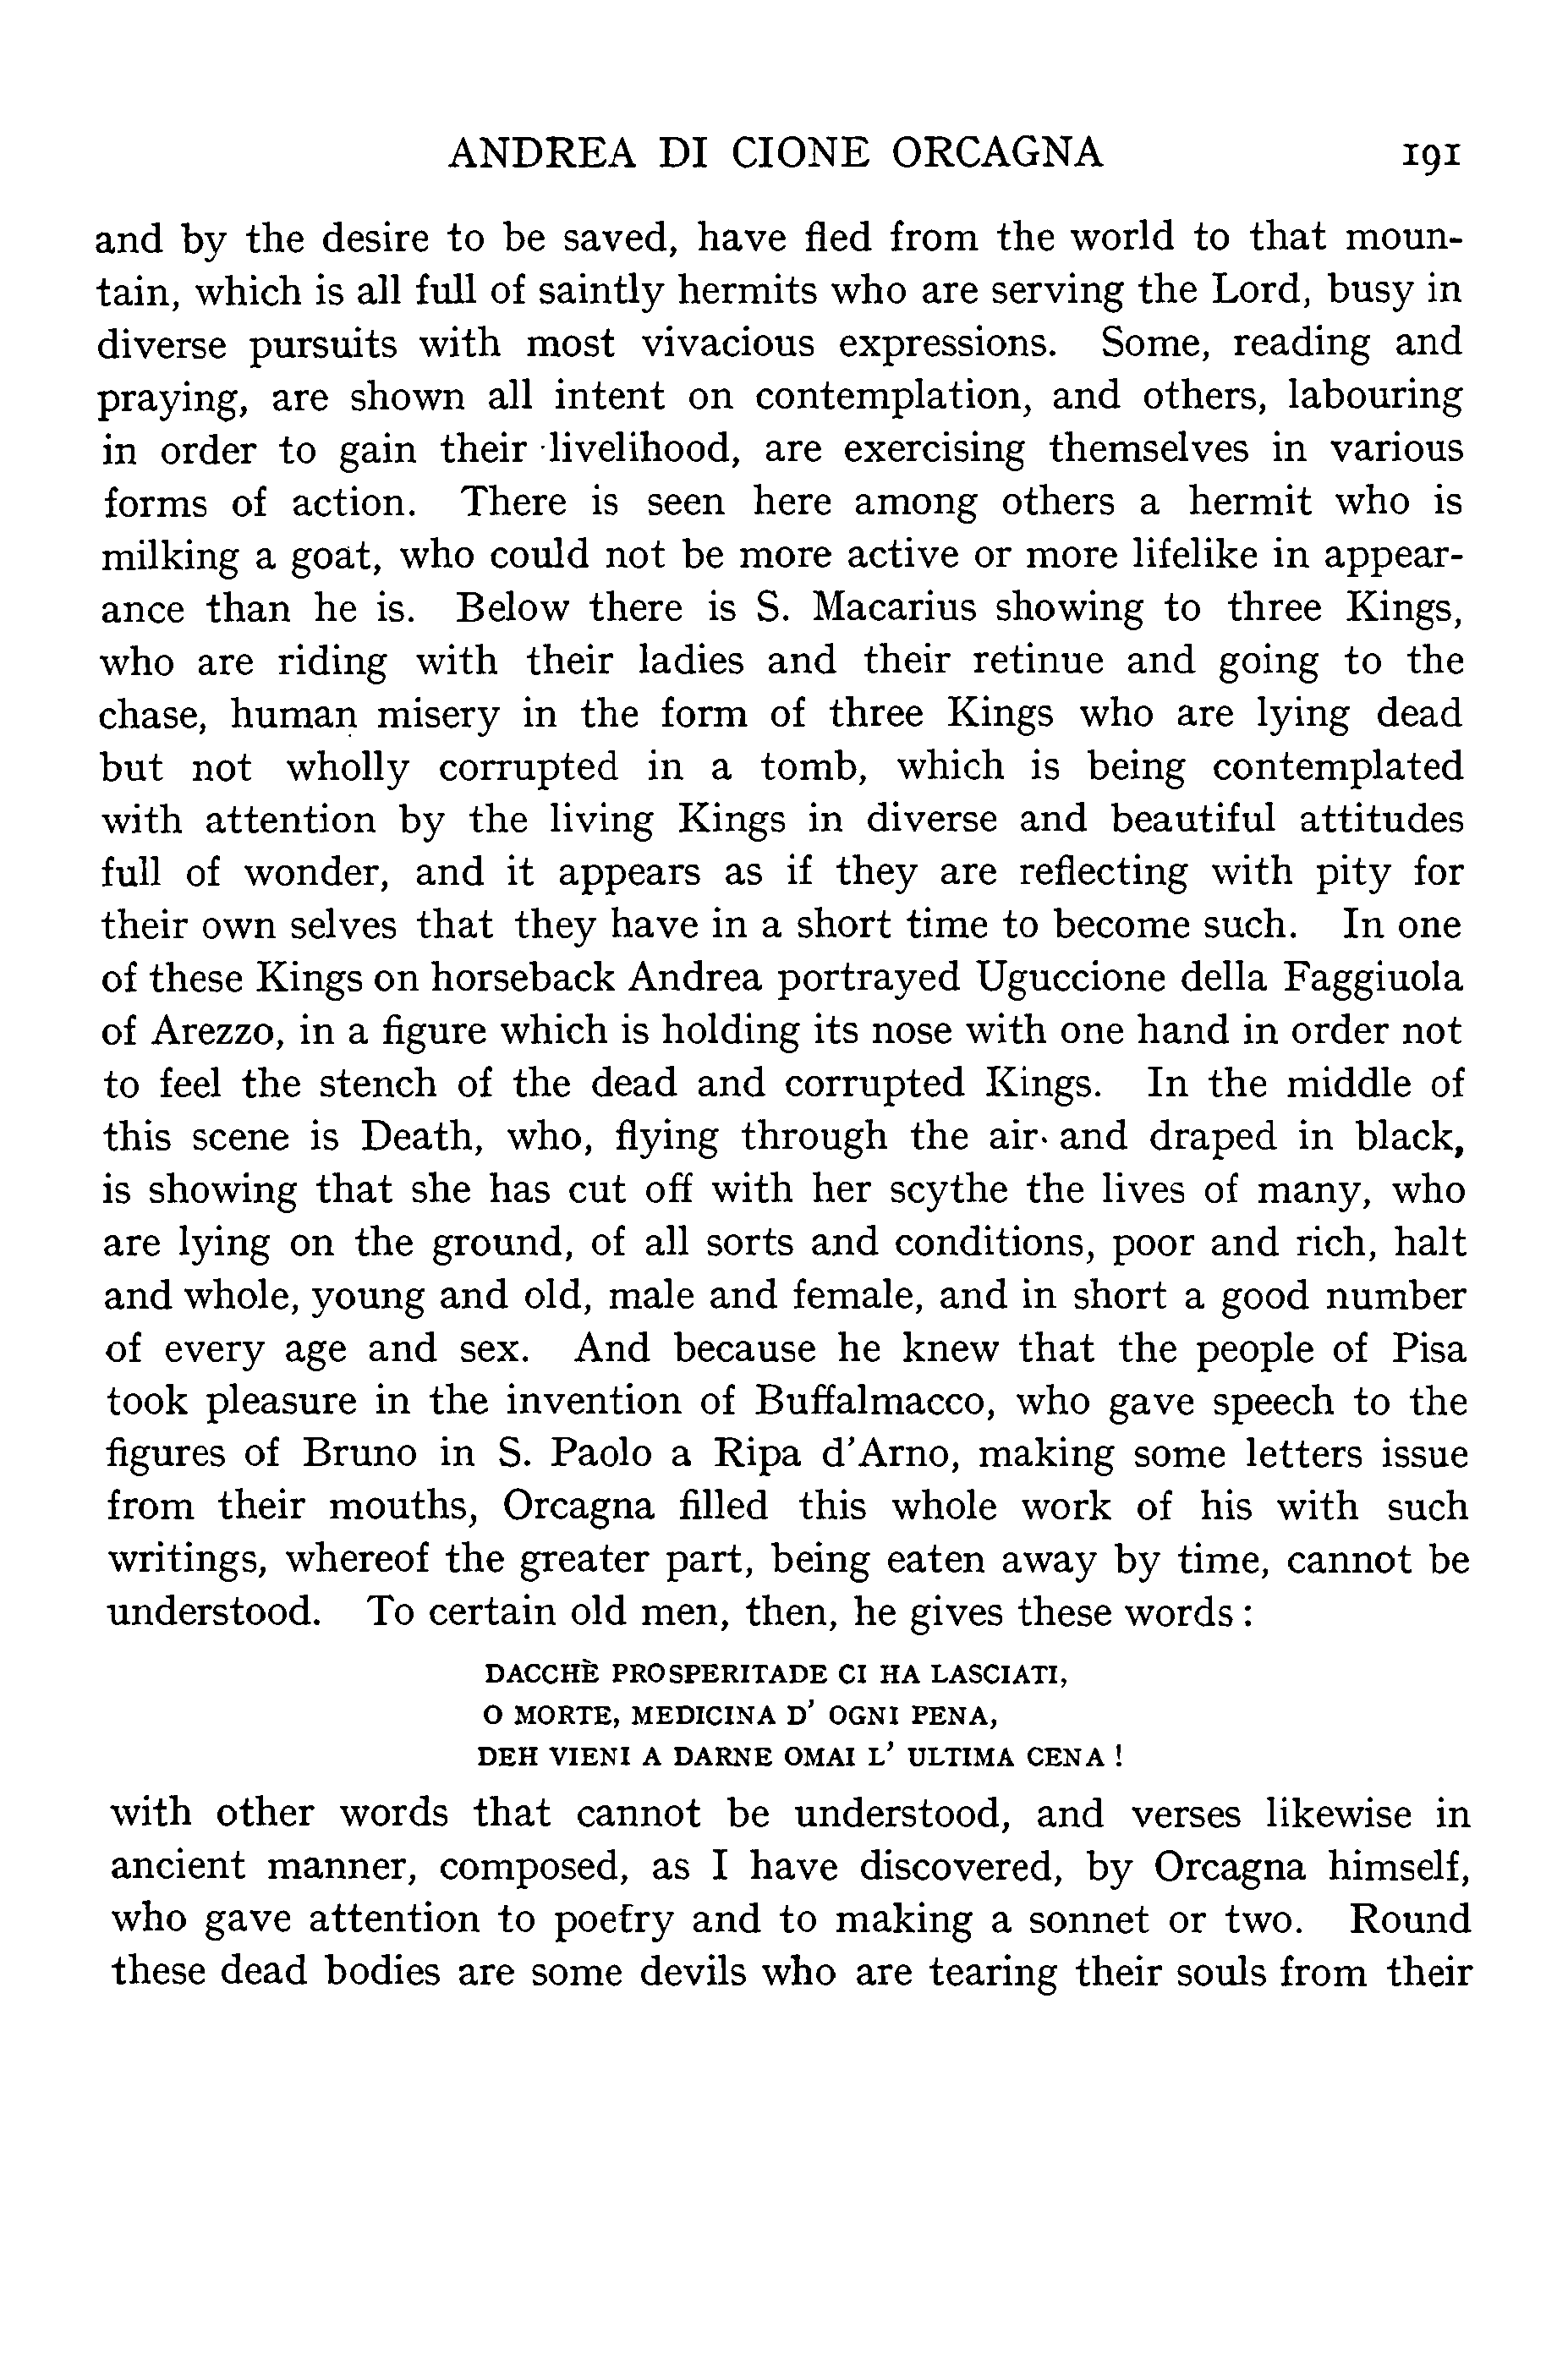 ANDREA DI CIONE ORCAGNA 191
and by the desire to be saved, have fled from the world to that moun-
tain, which is all full of saintly hermits who are serving the Lord, busy in
diverse pursuits with most vivacious expressions. Some, reading and
praying, are shown all intent on contemplation, and others, labouring
in order to gain their livelihood, are exercising themselves in various
forms of action. There is seen here among others a hermit who is
milking a goat, who could not be more active or more lifelike in appear-
ance than he is. Below there is S. Macarius showing to three Kings,
who are riding with their ladies and their retinue and going to the
chase, human misery in the form of three Kings who are lying dead
but not wholly corrupted in a tomb, which is being contemplated
with attention by the living Kings in diverse and beautiful attitudes
full of wonder, and it appears as if they are reflecting with pity for
their own selves that they have in a short time to become such. In one
of these Kings on horseback Andrea portrayed Uguccione della Faggiuola
of Arezzo, in a figure which is holding its nose with one hand in order not
to feel the stench of the dead and corrupted Kings. In the middle of
this scene is Death, who, flying through the air and draped in black,
is showing that she has cut off with her scythe the lives of many, who
are lying on the ground, of all sorts and conditions, poor and rich, halt
and whole, young and old, male and female, and in short a good number
of every age and sex. And because he knew that the people of Pisa
took pleasure in the invention of Buffalmacco, who gave speech to the
figures of Bruno in S. Paolo a Ripa d'Arno, making some letters issue
from their mouths, Orcagna filled this whole work of his with such
writings, whereof the greater part, being eaten away by time, cannot be
understood. To certain old men, then, he gives these words:
DACCHÈ PROSPERITADE CI HA LASCIATI,
O MORTE, MEDICINA D' OGNI PENA,
DEH VIENI A DARNE OMAI L' ULTIMA CENA!
with other words that cannot be understood, and verses likewise in
ancient manner, composed, as I have discovered, by Orcagna himself,
who gave attention to poetry and to making a sonnet or two. Round
these dead bodies are some devils who are tearing their souls from their